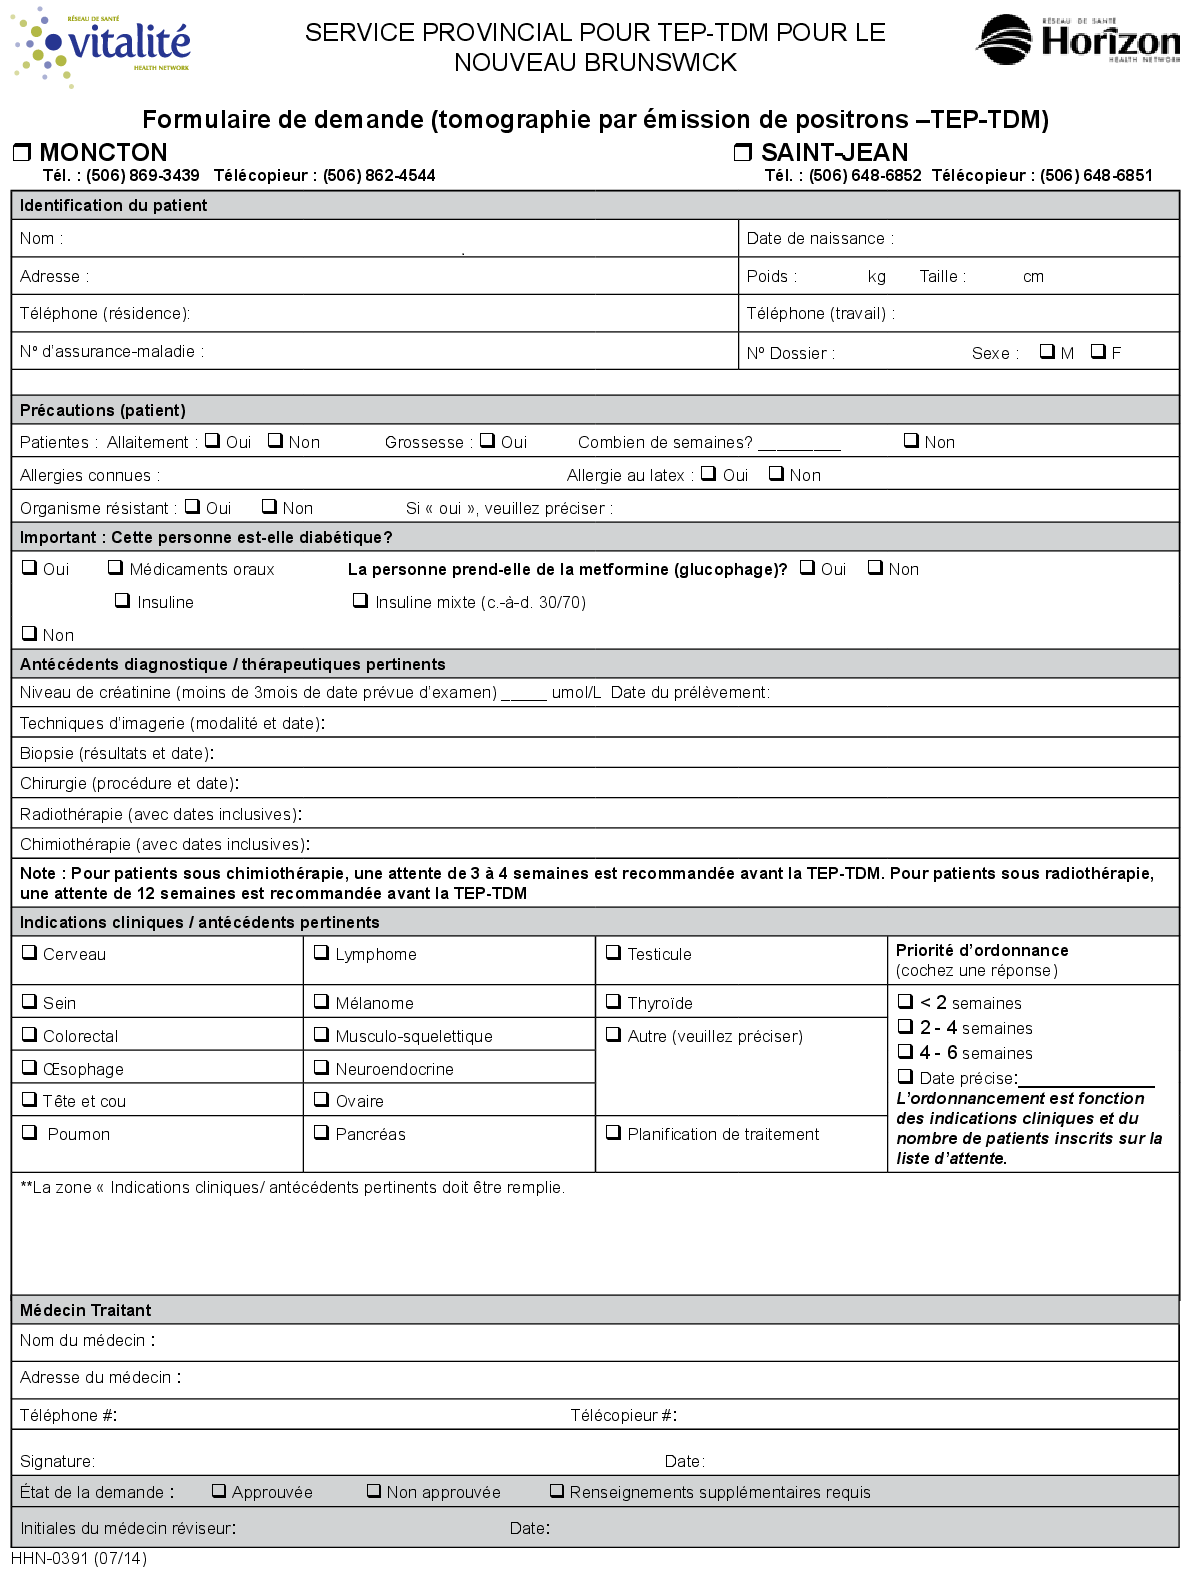 RÉSEAU DE SANTÉ
vitalité
HEALTH NETWORK
SERVICE PROVINCIAL POUR TEP-TDM POUR LE
NOUVEAU BRUNSWICK
RÉSEAU DE SANTÉ
Horizon
HEALTH NETWORK
Formulaire de demande (tomographie par émission de positrons –TEP-TDM)
❒ MONCTON ❒ SAINT-JEAN
Tél. : (506) 869-3439 Télécopieur : (506) 862-4544 Tél. : (506) 648-6852 Télécopieur : (506) 648-6851
Identification du patient
Nom : . Date de naissance :
Adresse : Poids : kg Taille : cm
Téléphone (résidence): Téléphone (travail) :
Nº d’assurance-maladie : Nº Dossier : Sexe : ❑ M ❑ F
Précautions (patient)
Patientes : Allaitement : ❑ Oui ❑ Non Grossesse : ❑ Oui Combien de semaines? _________ ❑ Non
Allergies connues : Allergie au latex : ❑ Oui ❑ Non
Organisme résistant : ❑ Oui ❑ Non Si « oui », veuillez préciser :
Important : Cette personne est-elle diabétique?
❑ Oui ❑ Médicaments oraux La personne prend-elle de la metformine (glucophage)? ❑ Oui ❑ Non
❑ Insuline ❑ Insuline mixte (c.-à-d. 30/70)
❑ Non
Antécédents diagnostique / thérapeutiques pertinents
Niveau de créatinine (moins de 3mois de date prévue d’examen) _____ umol/L Date du prélèvement:
Techniques d’imagerie (modalité et date):
Biopsie (résultats et date):
Chirurgie (procédure et date):
Radiothérapie (avec dates inclusives):
Chimiothérapie (avec dates inclusives):
Note : Pour patients sous chimiothérapie, une attente de 3 à 4 semaines est recommandée avant la TEP-TDM. Pour patients sous radiothérapie,
une attente de 12 semaines est recommandée avant la TEP-TDM
Indications cliniques / antécédents pertinents
❑ Cerveau ❑ Lymphome ❑ Testicule Priorité d’ordonnance
(cochez une réponse)
❑ Sein ❑ Mélanome ❑ Thyroïde ❑ < 2 semaines
❑ Colorectal ❑ Musculo-squelettique ❑ Autre (veuillez préciser) ❑ 2 - 4 semaines
❑ Œsophage ❑ Neuroendocrine ❑ 4 - 6 semaines
❑ Tête et cou ❑ Ovaire ❑ Date précise:_______________
L’ordonnancement est fonction
des indications cliniques et du
❑ Poumon ❑ Pancréas ❑ Planification de traitement nombre de patients inscrits sur la
liste d’attente.
**La zone « Indications cliniques/ antécédents pertinents doit être remplie.
Médecin Traitant
Nom du médecin :
Adresse du médecin :
Téléphone #: Télécopieur #:
Signature: Date:
État de la demande : ❑ Approuvée ❑ Non approuvée ❑ Renseignements supplémentaires requis
Initiales du médecin réviseur: Date:
HHN-0391 (07/14)